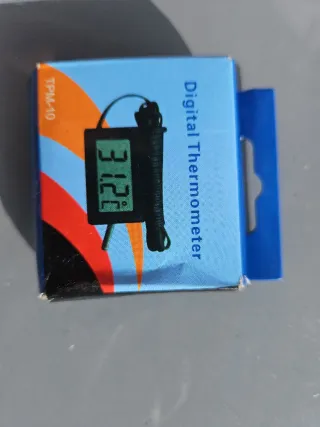 Digital Thermometer
31.2°C
TPM-10